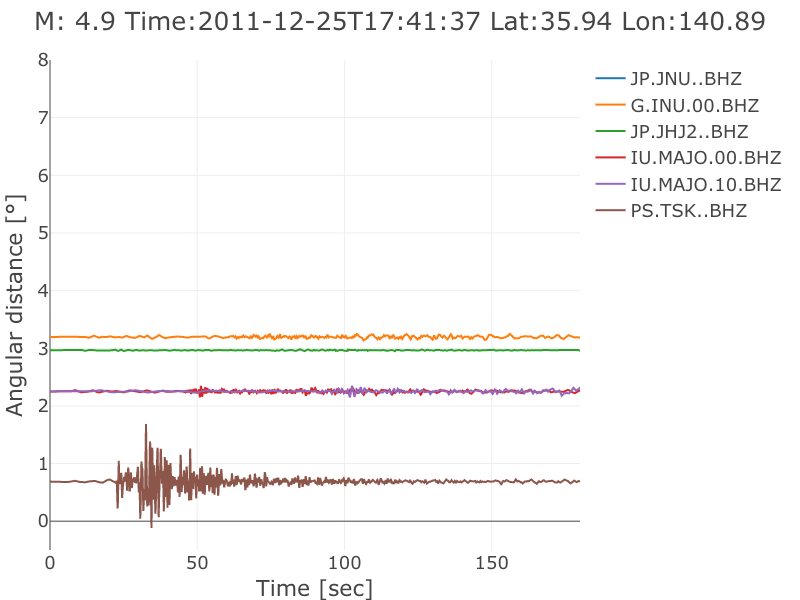 M: 4.9 Time:2011-12-25T17:41:37 Lat:35.94 Lon:140.89
8
7
6
5
4
3
2
1
0
Angular distance [°]
0
50
100
150
Time [sec]
JP.JNU..BHZ
G.INU.00.BHZ
JP.JHJ2..BHZ
IU.MAJO.00.BHZ
IU.MAJO.10.BHZ
PS.TSK..BHZ